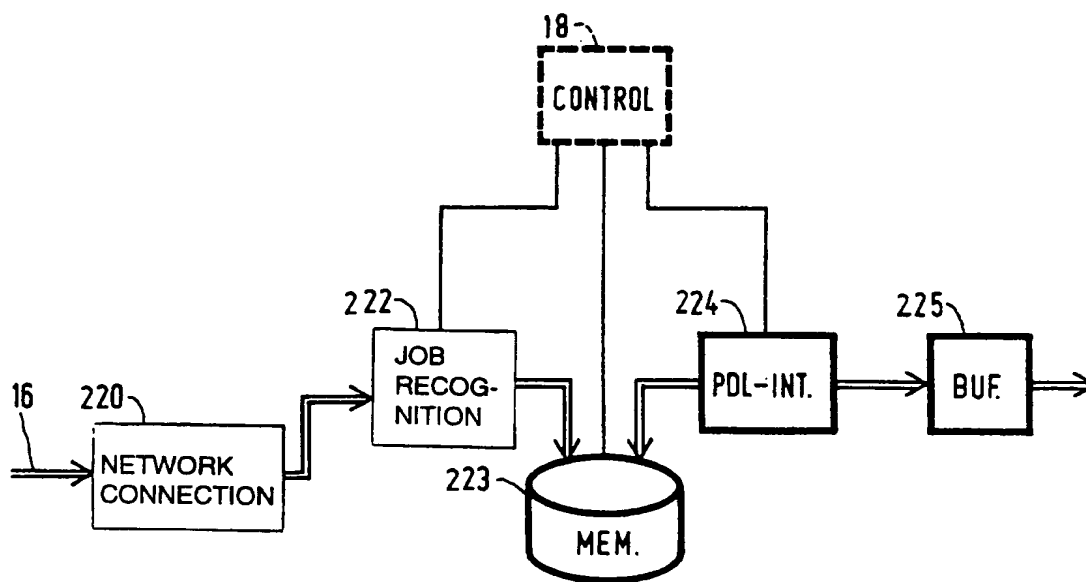 18
CONTROL
222
JOB
RECOG-
NITION
224
PDL-INT.
225
BUF.
16
220
NETWORK
CONNECTION
223
MEM.